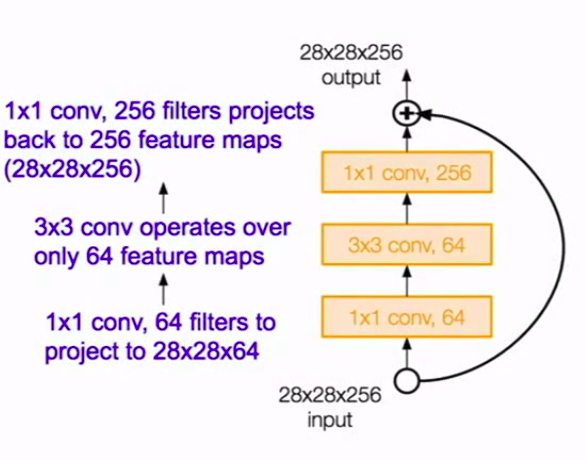 28x28x256
output
1x1 conv, 256 filters projects
back to 256 feature maps
(28x28x256)
1x1 conv, 256
3x3 conv operates over
only 64 feature maps
3x3 conv, 64
1x1 conv, 64 filters to
project to 28x28x64
1x1 conv, 64
28x28x256
input